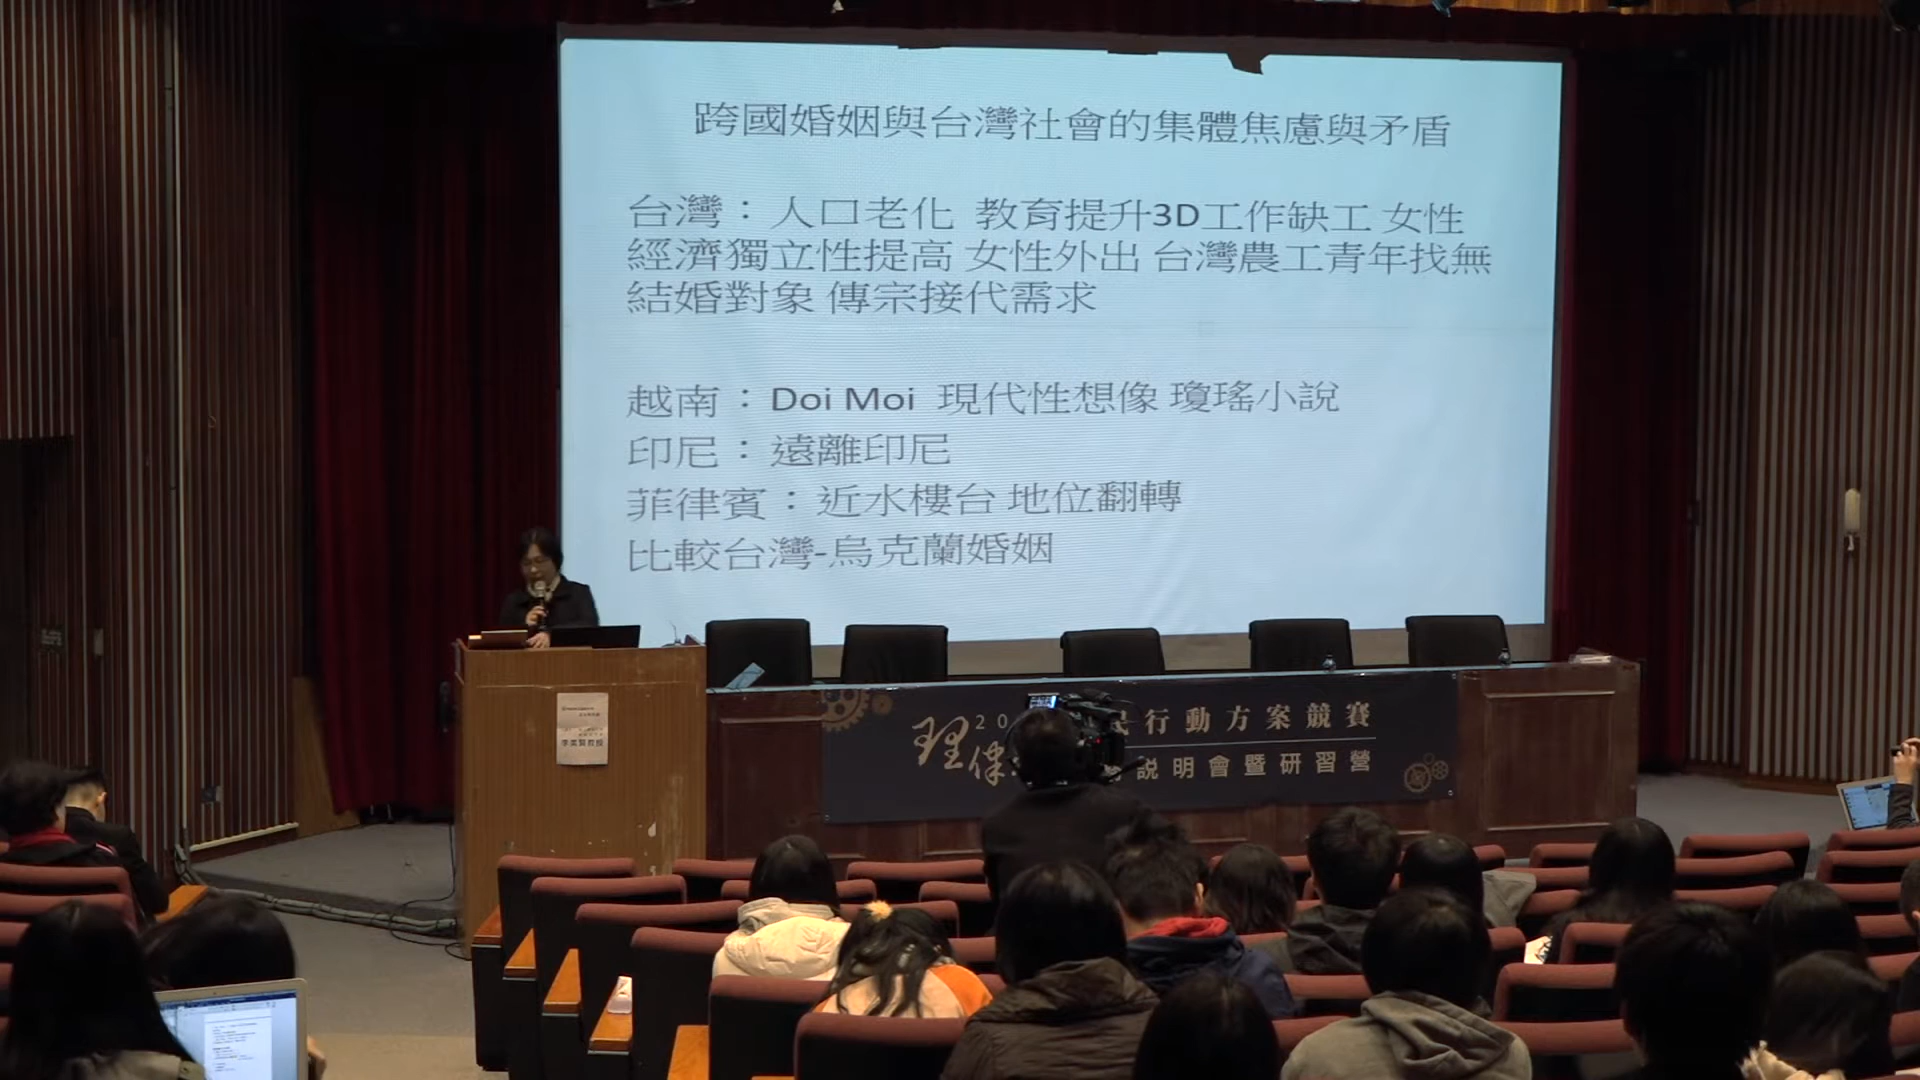 跨國婚姻與台灣社會的集體焦慮與矛盾
台灣：人口老化 教育提升3D工作缺工 女性
經濟獨立性提高 女性外出 台灣農工青年找無
結婚對象 傳宗接代需求
越南：Doi Moi 現代性想像 瓊瑤小說
印尼：遠離印尼
菲律賓：近水樓台 地位翻轉
比較台灣-烏克蘭婚姻
20
民行動方案競賽
理律
說明會暨研習營